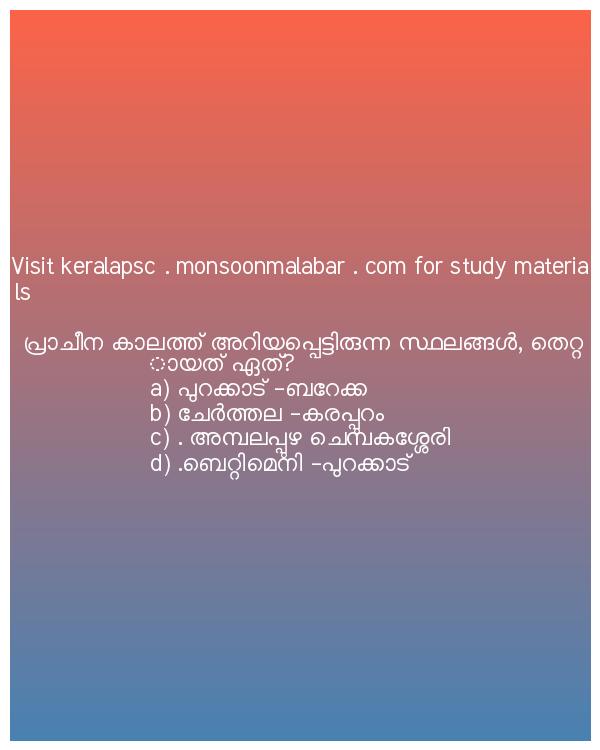 Visit keralapsc . monsoonmalabar . com for study materia
ls
പ്രാചീന കാലത്ത് അറിയപ്പെട്ടിരുന്ന സ്ഥലങ്ങൾ, തെറ്റ
ായത് ഏത്?
a) പുറക്കാട് -ബറേക്ക
b) ചേർത്തല -കരപ്പുറം
c) . അമ്പലപ്പുഴ ചെമ്പകശ്ശേരി
d) .ബെറ്റിമെനി -പുറക്കാട്